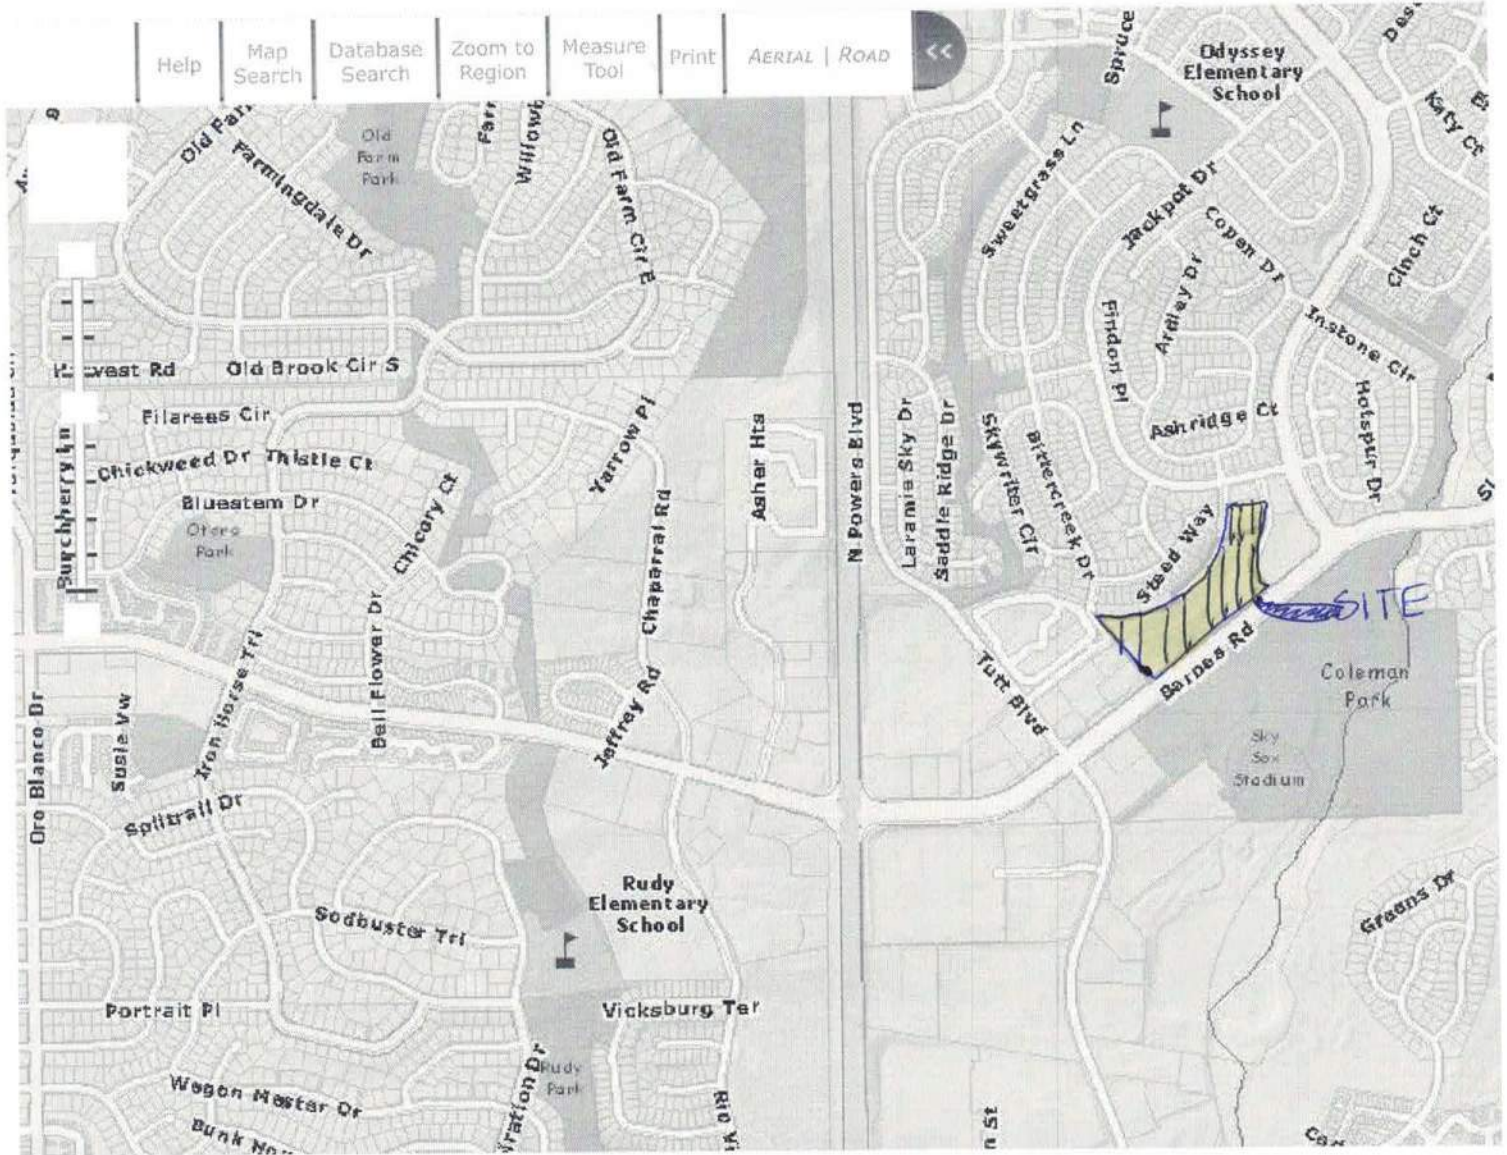 Help
Map
Search
Database
Search
Zoom to
Region
Measure
Tool
Print
AERIAL | ROAD
<<
Spruce
Odyssey
Elementary
School
Katy Ct
Old Farm
Park
Farmingdale Dr
Old Farm Cir E
Sweetgrass Ln
Jackpot Dr
Copen Dr
Cinch Ct
Ardley Dr
Findon Pl
Instone Cir
Old Brook Cir S
Filarees Cir
Yarrow Pl
Asher Hts
N Powers Blvd
Laramie Sky Dr
Saddle Ridge Dr
Skywriter Cir
Bittercreek Dr
Ashridge Ct
Hotspur Dr
Chickweed Dr
Thistle Ct
Bluestem Dr
Otero
Park
Chicory Ct
Chaparral Rd
Steed Way
SITE
Bell Flower Dr
Iron Horse Trl
Jeffrey Rd
Tutt Blvd
Barnes Rd
Coleman
Park
Sky
Sox
Stadium
Oro Blanco Dr
Susie Vw
Splitrail Dr
Rudy
Elementary
School
Sodbuster Trl
Greens Dr
Portrait Pl
Vicksburg Ter
Rudy
Park
Wagon Master Dr